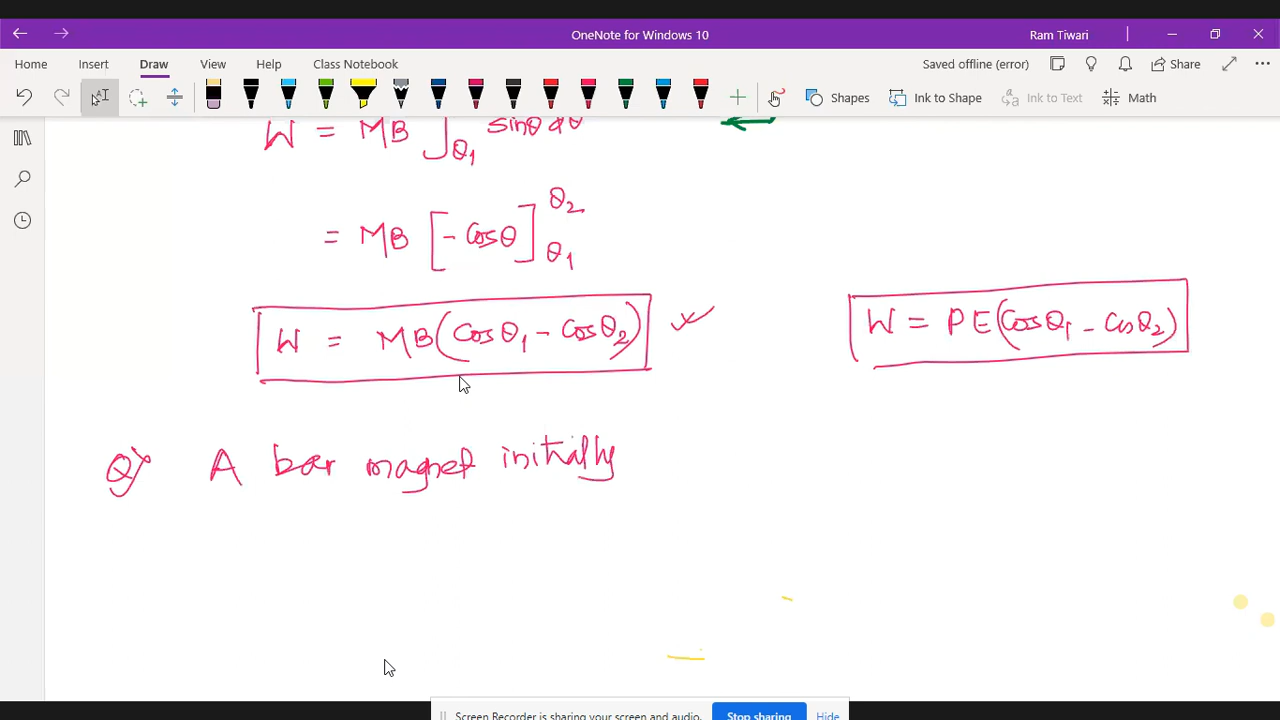 OneNote for Windows 10
Ram Tiwari
Home Insert Draw View Help Class Notebook
Saved offline (error)
Share
Shapes
Ink to Shape
Ink to Text
Math
W = MB ∫θ1 sinθ dθ
= MB [- Cosθ]θ1 θ2
W = MB(Cosθ1 - Cosθ2)
W = PE(Cosθ1 - Cosθ2)
Q) A bar magnet initially
Screen Recorder is sharing your screen and audio.
Stop sharing
Hide